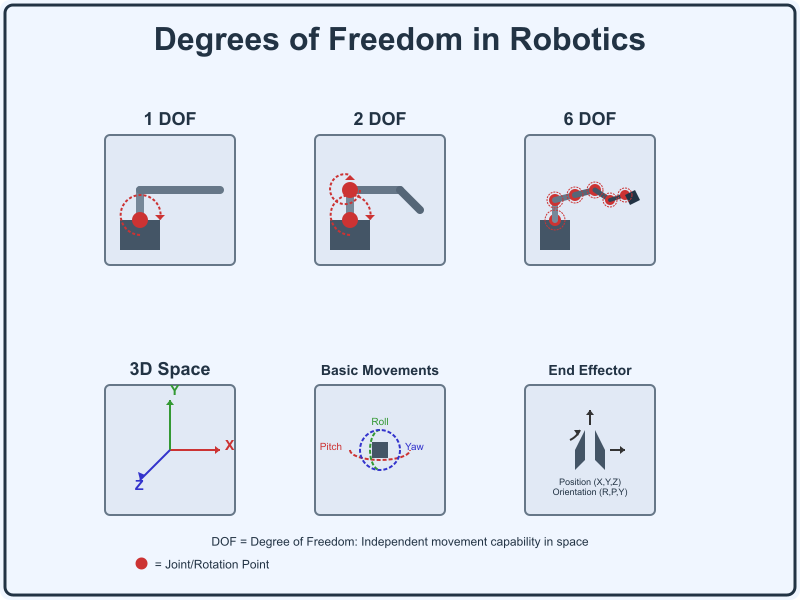 Degrees of Freedom in Robotics
1 DOF
2 DOF
6 DOF
3D Space
Basic Movements
End Effector
Y
X
Z
Roll
Pitch
Yaw
Position (X,Y,Z)
Orientation (R,P,Y)
DOF = Degree of Freedom: Independent movement capability in space
= Joint/Rotation Point